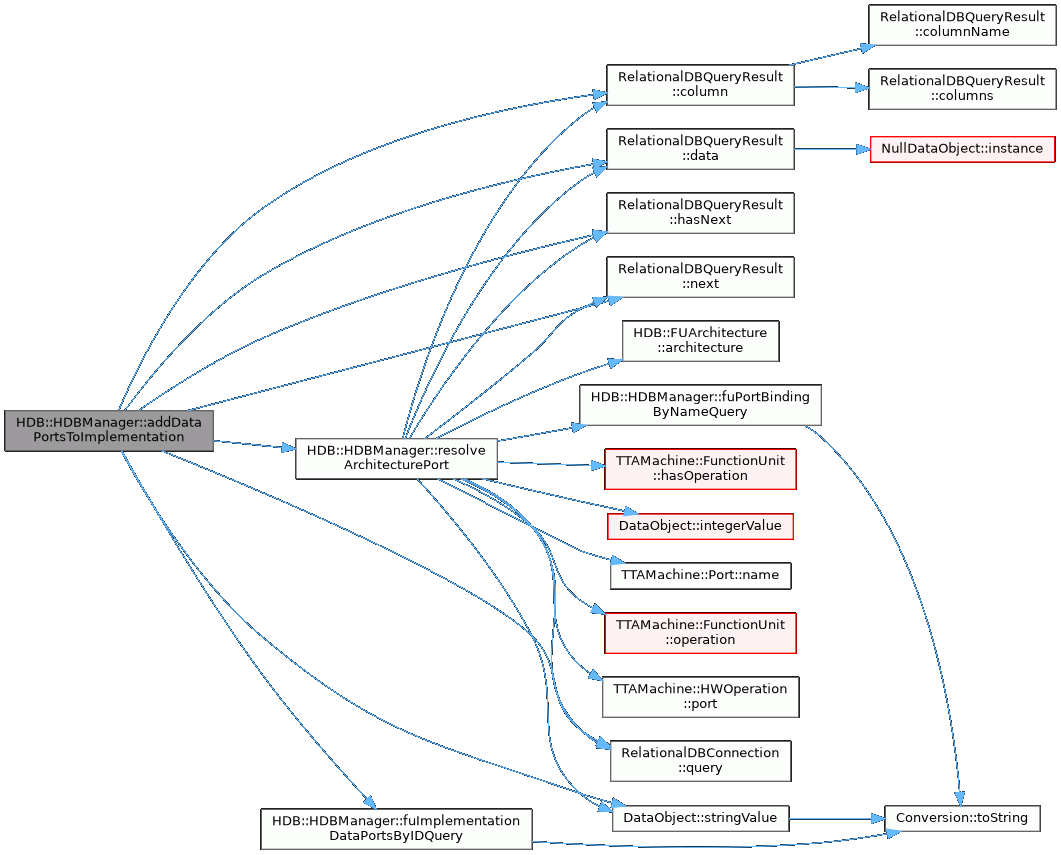 HDB::HDBManager::addData
PortsToImplementation
HDB::HDBManager::resolve
ArchitecturePort
HDB::HDBManager::fuImplementation
DataPortsByIDQuery
RelationalDBQueryResult
::column
RelationalDBQueryResult
::data
RelationalDBQueryResult
::hasNext
RelationalDBQueryResult
::next
HDB::FUArchitecture
::architecture
HDB::HDBManager::fuPortBinding
ByNameQuery
TTAMachine::FunctionUnit
::hasOperation
DataObject::integerValue
TTAMachine::Port::name
TTAMachine::FunctionUnit
::operation
TTAMachine::HWOperation
::port
RelationalDBConnection
::query
DataObject::stringValue
RelationalDBQueryResult
::columnName
RelationalDBQueryResult
::columns
NullDataObject::instance
Conversion::toString